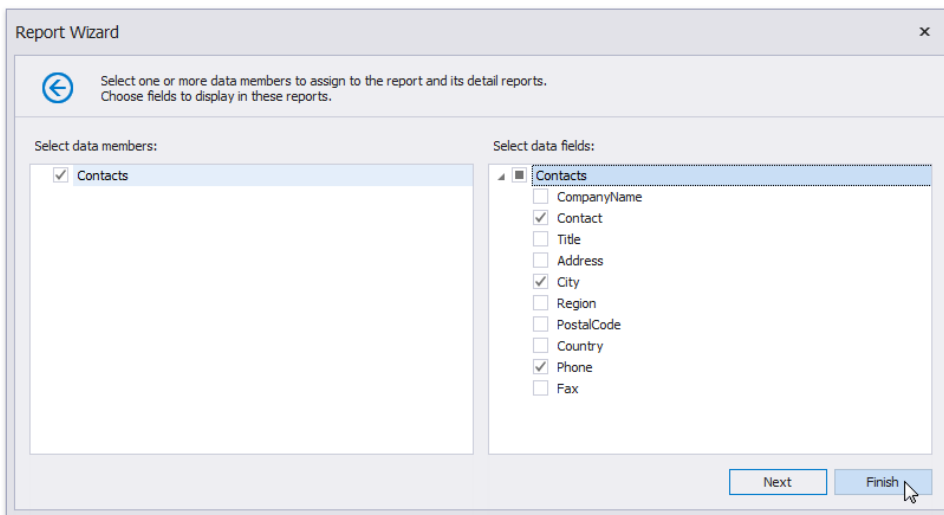 Report Wizard
Select one or more data members to assign to the report and its detail reports.
Choose fields to display in these reports.
Select data members:
Contacts
Select data fields:
Contacts
CompanyName
Contact
Title
Address
City
Region
PostalCode
Country
Phone
Fax
Next
Finish